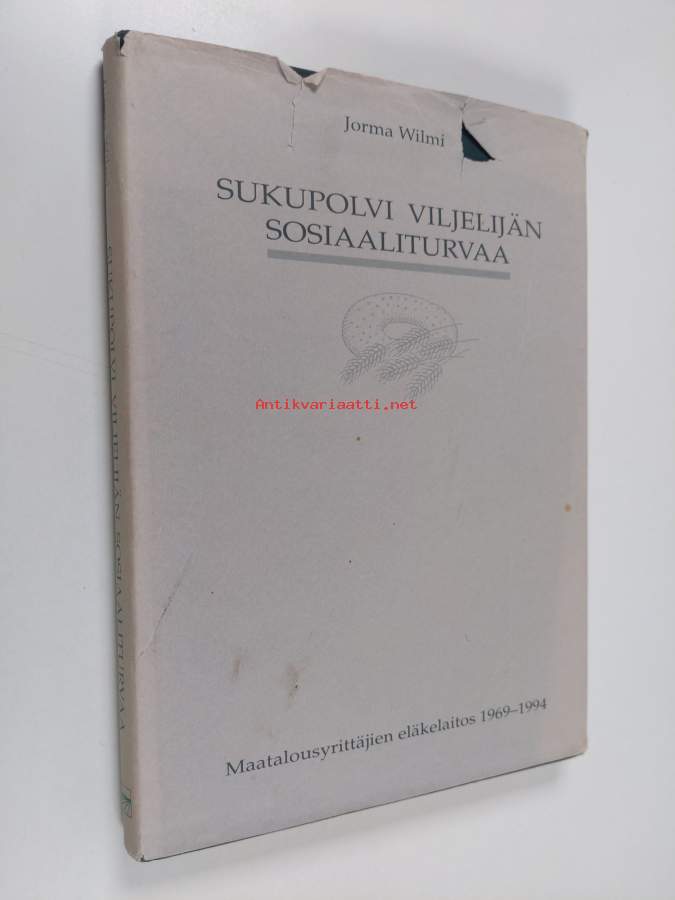 Jorma Wilmi
SUKUPOLVI VILJELIJÄN
SOSIAALITURVAA
Antikvariaatti.net
Maatalousyrittäjien eläkelaitos 1969–1994
SUKUPOLVI VILJELIJÄN SOSIAALITURVAA